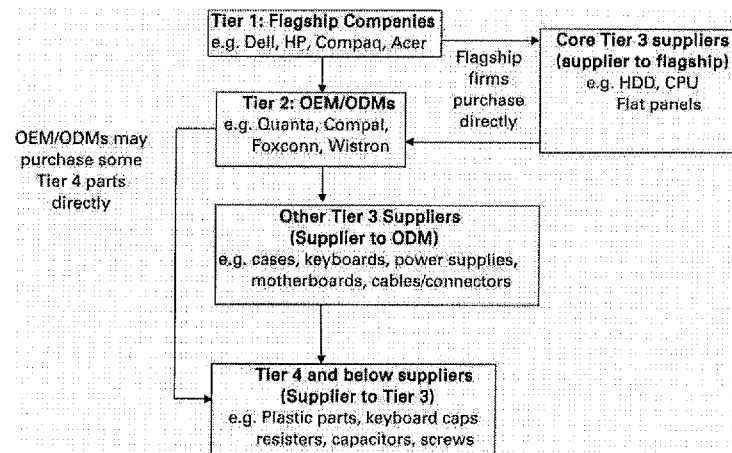 Tier 1: Flagship Companies
e.g. Dell, HP, Compaq, Acer
Core Tier 3 suppliers
(supplier to flagship)
e.g. HDD, CPU
Flat panels
Flagship
firms
purchase
directly
Tier 2: OEM/ODMs
e.g. Quanta, Compal,
Foxconn, Wistron
OEM/ODMs may
purchase some
Tier 4 parts
directly
Other Tier 3 Suppliers
(Supplier to ODM)
e.g. cases, keyboards, power supplies,
motherboards, cables/connectors
Tier 4 and below suppliers
(Supplier to Tier 3)
e.g. Plastic parts, keyboard caps
resisters, capacitors, screws